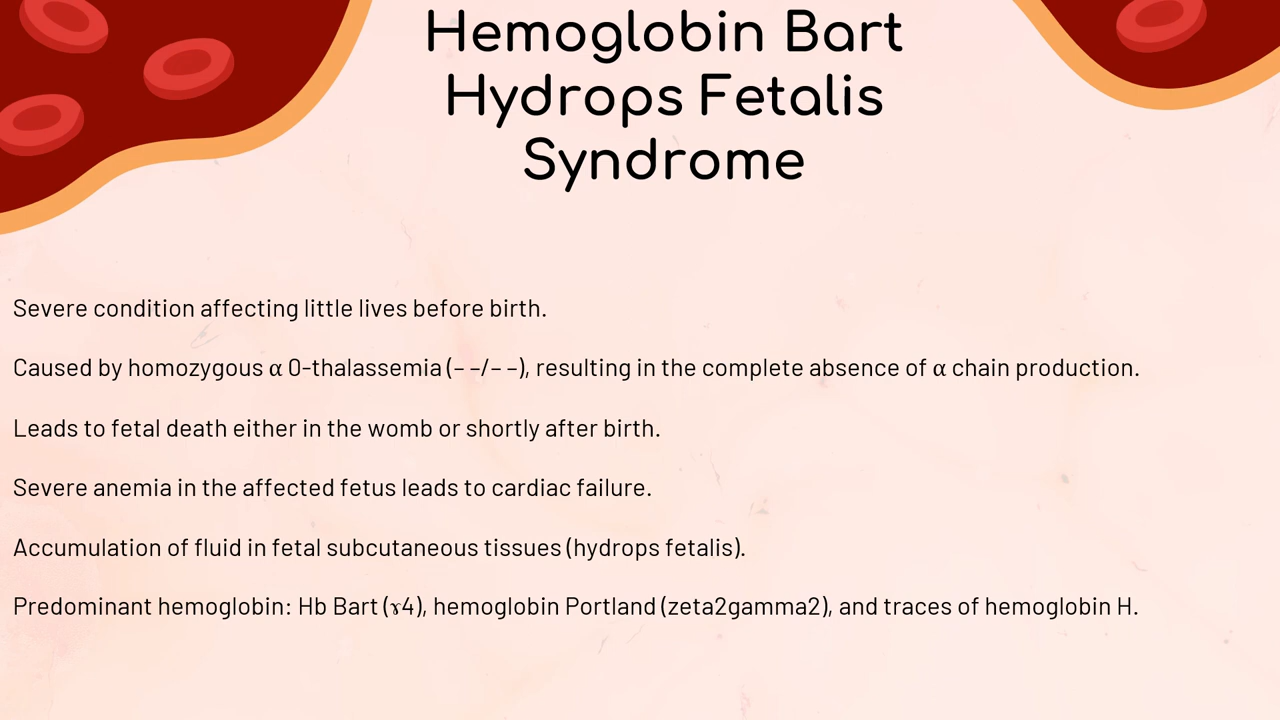 Hemoglobin Bart
Hydrops Fetalis
Syndrome
Severe condition affecting little lives before birth.
Caused by homozygous α 0-thalassemia (– –/– –), resulting in the complete absence of α chain production.
Leads to fetal death either in the womb or shortly after birth.
Severe anemia in the affected fetus leads to cardiac failure.
Accumulation of fluid in fetal subcutaneous tissues (hydrops fetalis).
Predominant hemoglobin: Hb Bart (ɤ4), hemoglobin Portland (zeta2gamma2), and traces of hemoglobin H.